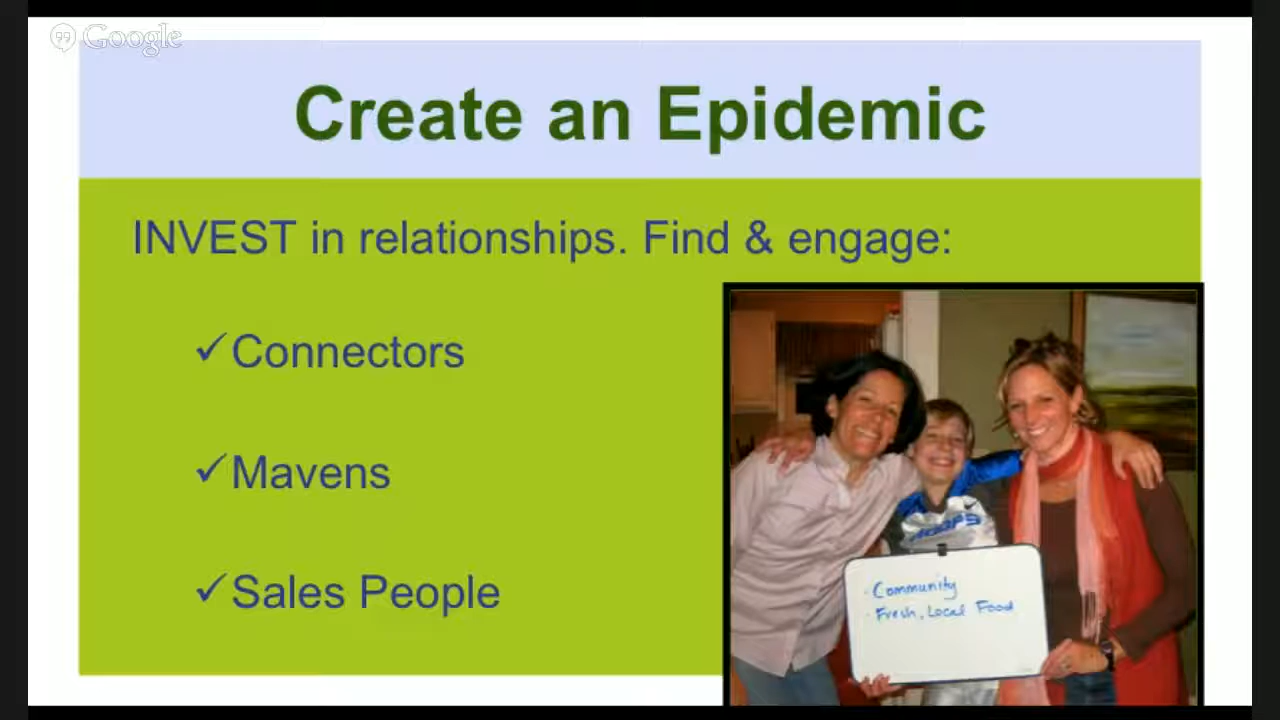 Google
Create an Epidemic
INVEST in relationships. Find & engage:
✓Connectors
✓Mavens
✓Sales People
- Community
- Fresh, Local Food